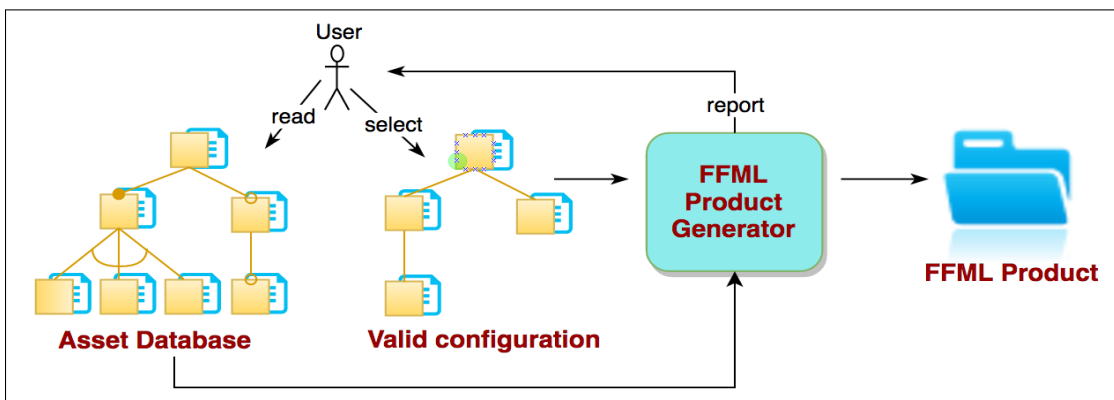 User
read
select
report
FFML
Product
Generator
FFML Product
Asset Database
Valid configuration